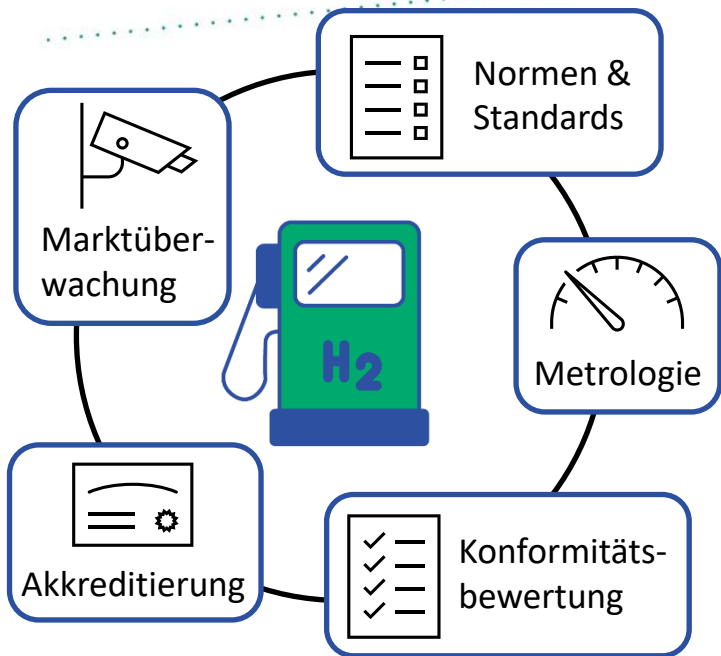 Normen &
Standards
Marktüber-
wachung
H2
Metrologie
Akkreditierung
Konformitäts-
bewertung